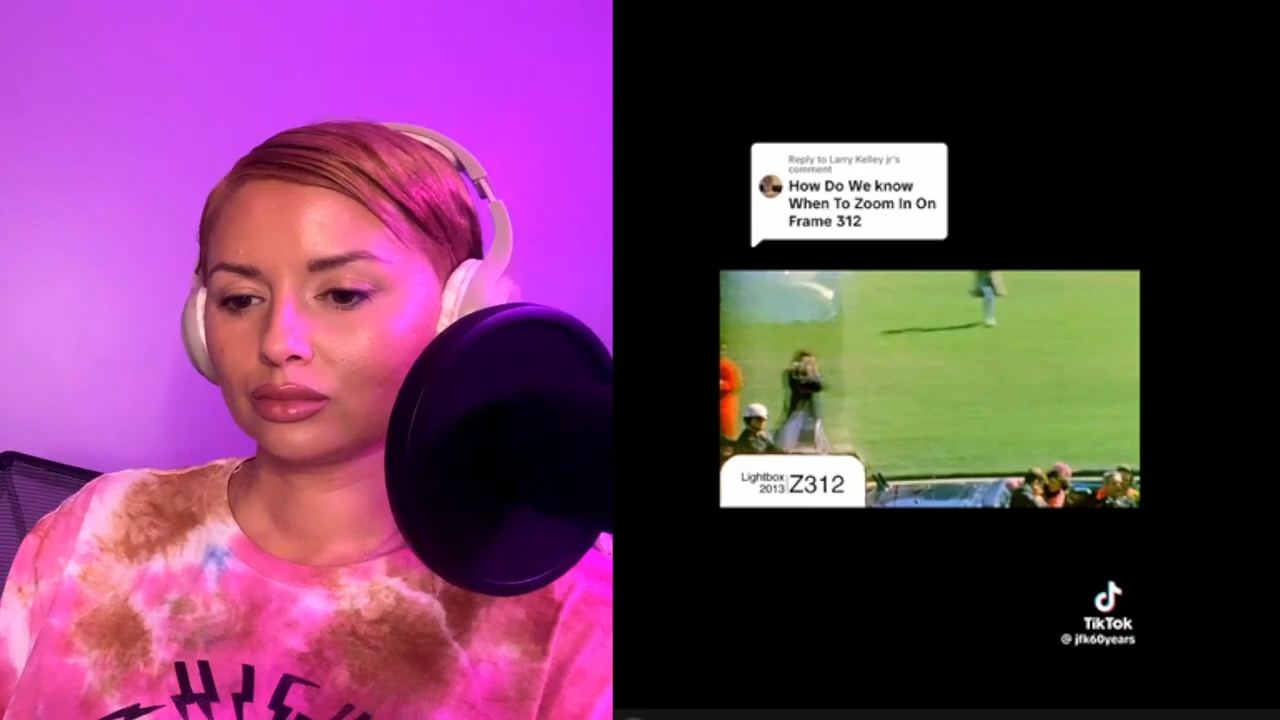 Reply to Larry Kelley jr's
comment
How Do We know
When To Zoom In On
Frame 312
Lightbox
2013
Z312
TikTok
@ jfk60years